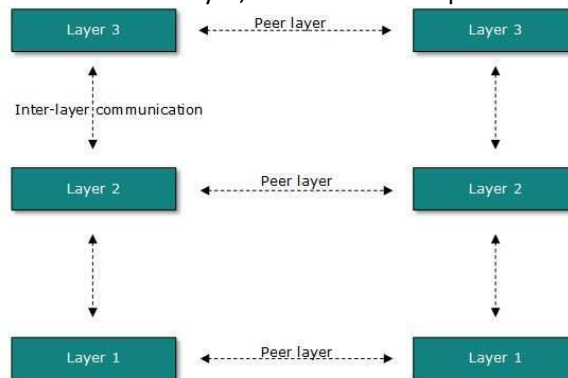 Layer 3 Peer layer Layer 3
Inter-layer communication
Layer 2 Peer layer Layer 2
Layer 1 Peer layer Layer 1